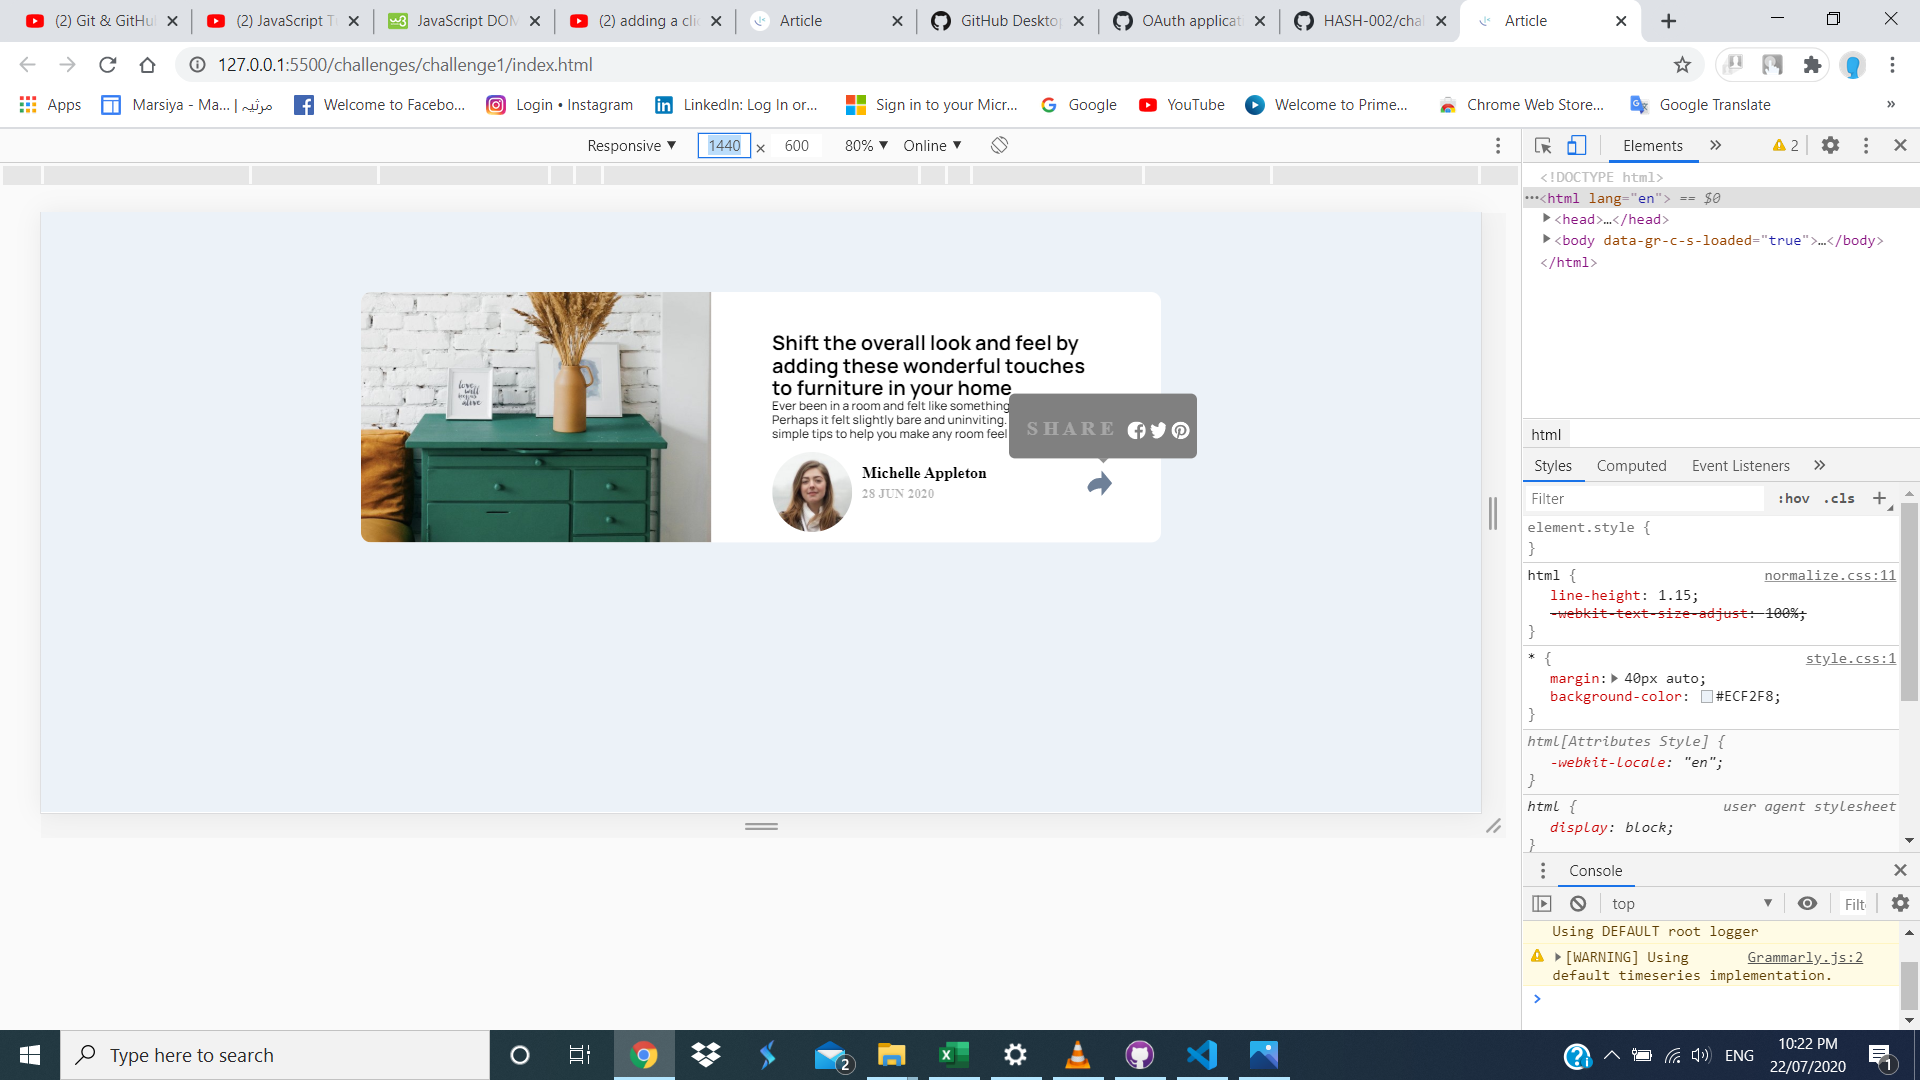 (2) Git & GitHu
(2) JavaScript T
JavaScript DOM
(2) adding a clic
Article
GitHub Desktop
OAuth applicati
HASH-002/chal
Article
127.0.0.1:5500/challenges/challenge1/index.html
Apps
Marsiya - Ma... | مرثیہ
Welcome to Facebo...
Login • Instagram
LinkedIn: Log In or...
Sign in to your Micr...
Google
YouTube
Welcome to Prime...
Chrome Web Store...
Google Translate
»
Responsive ▼ 1440 × 600 80% ▼ Online ▼
Elements » 2
<!DOCTYPE html>
<html lang="en"> == $0
<head>…</head>
<body data-gr-c-s-loaded="true">…</body>
</html>
Shift the overall look and feel by
adding these wonderful touches
to furniture in your home
Ever been in a room and felt like something
Perhaps it felt slightly bare and uninviting.
simple tips to help you make any room feel
SHARE
Michelle Appleton
28 JUN 2020
love
will
alive
html
Styles Computed Event Listeners »
Filter :hov .cls +
element.style {
}
html { normalize.css:11
line-height: 1.15;
-webkit-text-size-adjust: 100%;
}
* { style.css:1
margin: 40px auto;
background-color: #ECF2F8;
}
html[Attributes Style] {
-webkit-locale: "en";
}
html { user agent stylesheet
display: block;
}
Console
top ▼ Filt
Using DEFAULT root logger
[WARNING] Using Grammarly.js:2
default timeseries implementation.
>
Type here to search
2
ENG
10:22 PM
22/07/2020
1